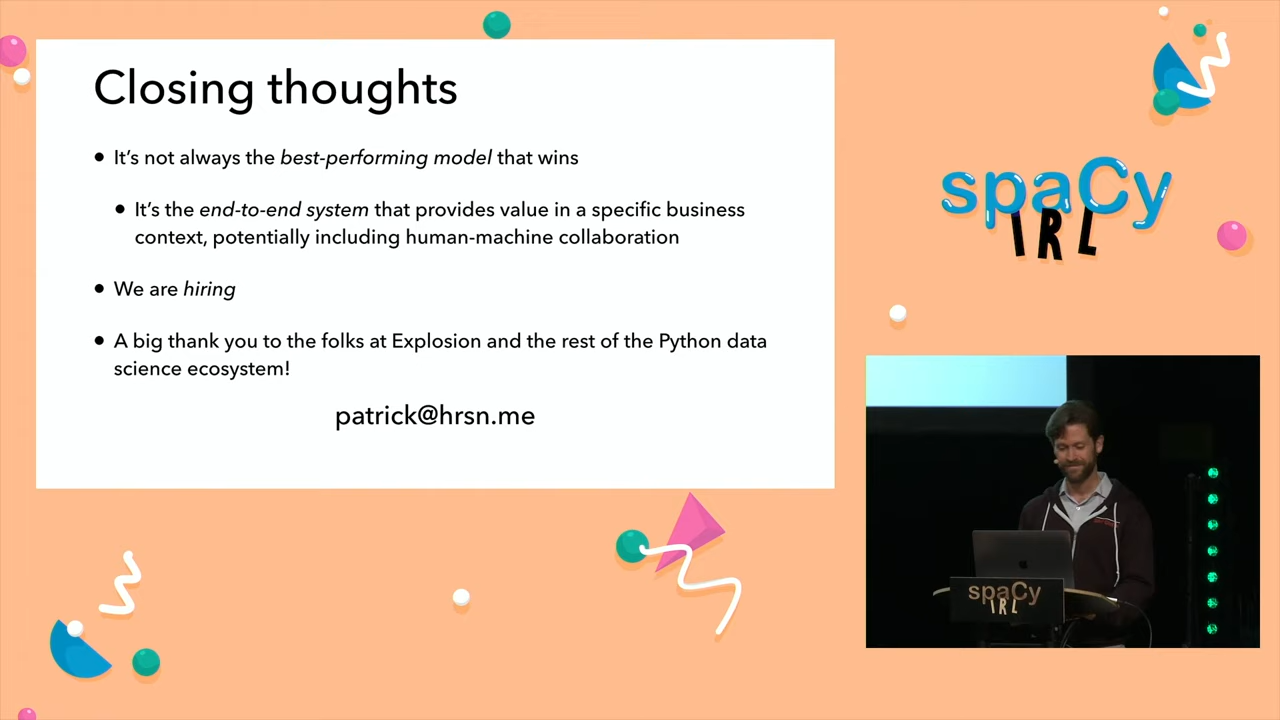 Closing thoughts
• It's not always the best-performing model that wins
• It's the end-to-end system that provides value in a specific business
context, potentially including human-machine collaboration
• We are hiring
• A big thank you to the folks at Explosion and the rest of the Python data
science ecosystem!
patrick@hrsn.me
spaCy
IRL
spaCy
IRL